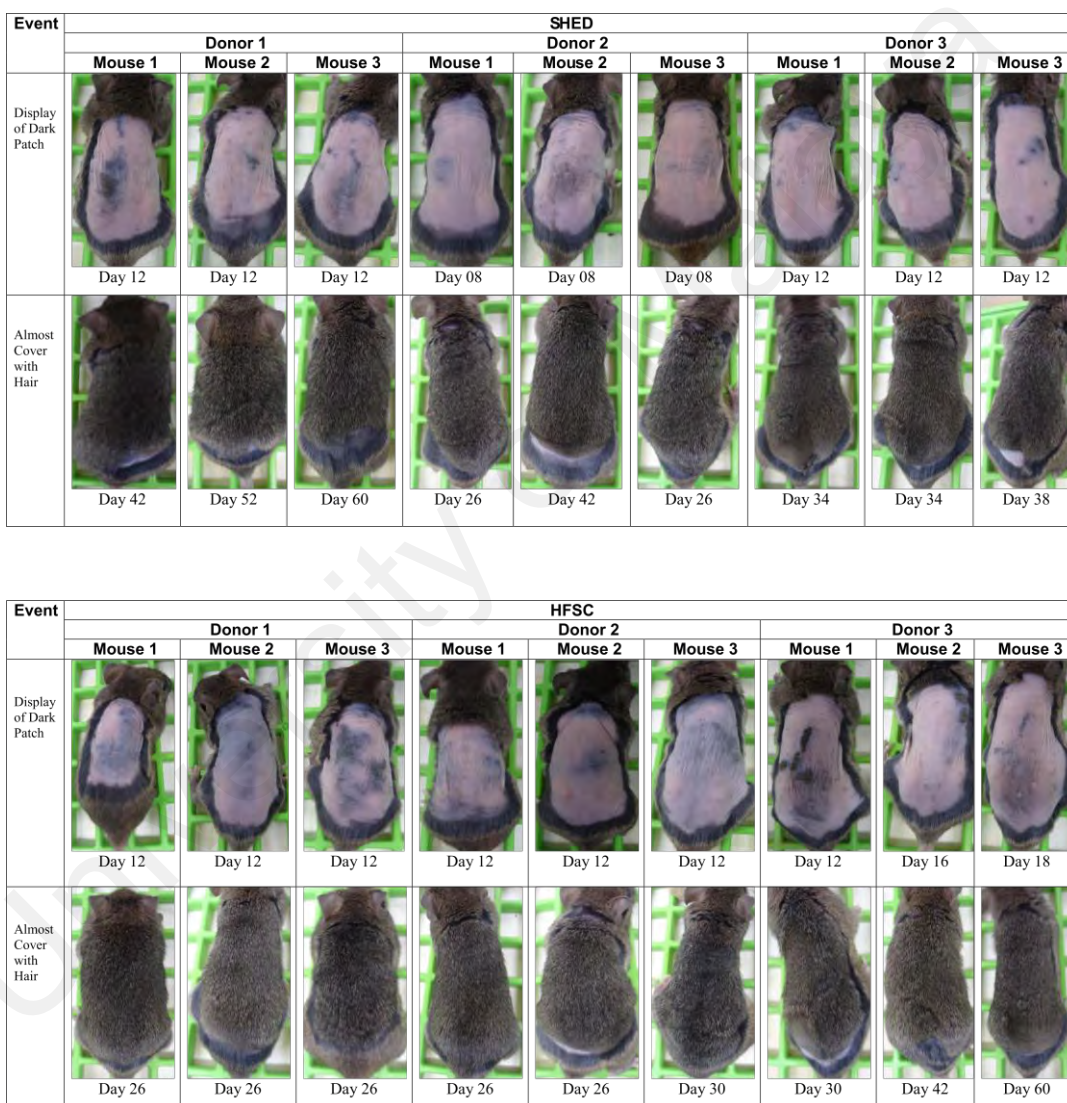 Event SHED
Donor 1 Donor 2 Donor 3
Mouse 1 Mouse 2 Mouse 3 Mouse 1 Mouse 2 Mouse 3 Mouse 1 Mouse 2 Mouse 3
Display
of Dark
Patch
Day 12 Day 12 Day 12 Day 08 Day 08 Day 08 Day 12 Day 12 Day 12
Almost
Cover
with
Hair
Day 42 Day 52 Day 60 Day 26 Day 42 Day 26 Day 34 Day 34 Day 38
Event HFSC
Donor 1 Donor 2 Donor 3
Mouse 1 Mouse 2 Mouse 3 Mouse 1 Mouse 2 Mouse 3 Mouse 1 Mouse 2 Mouse 3
Display
of Dark
Patch
Day 12 Day 12 Day 12 Day 12 Day 12 Day 12 Day 12 Day 16 Day 18
Almost
Cover
with
Hair
Day 26 Day 26 Day 26 Day 26 Day 26 Day 30 Day 30 Day 42 Day 60